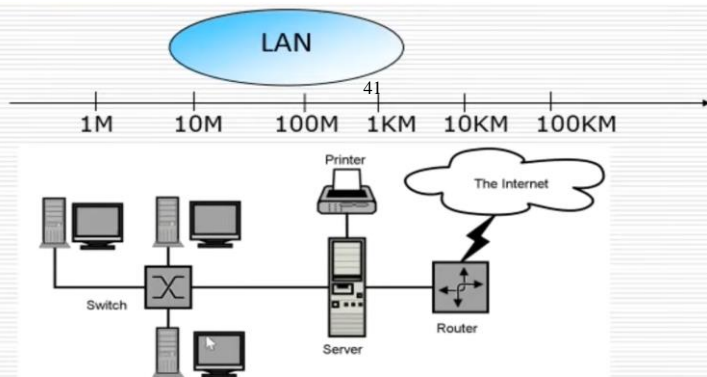 LAN
41
1M 10M 100M 1KM 10KM 100KM
Printer
The Internet
Switch
Router
Server